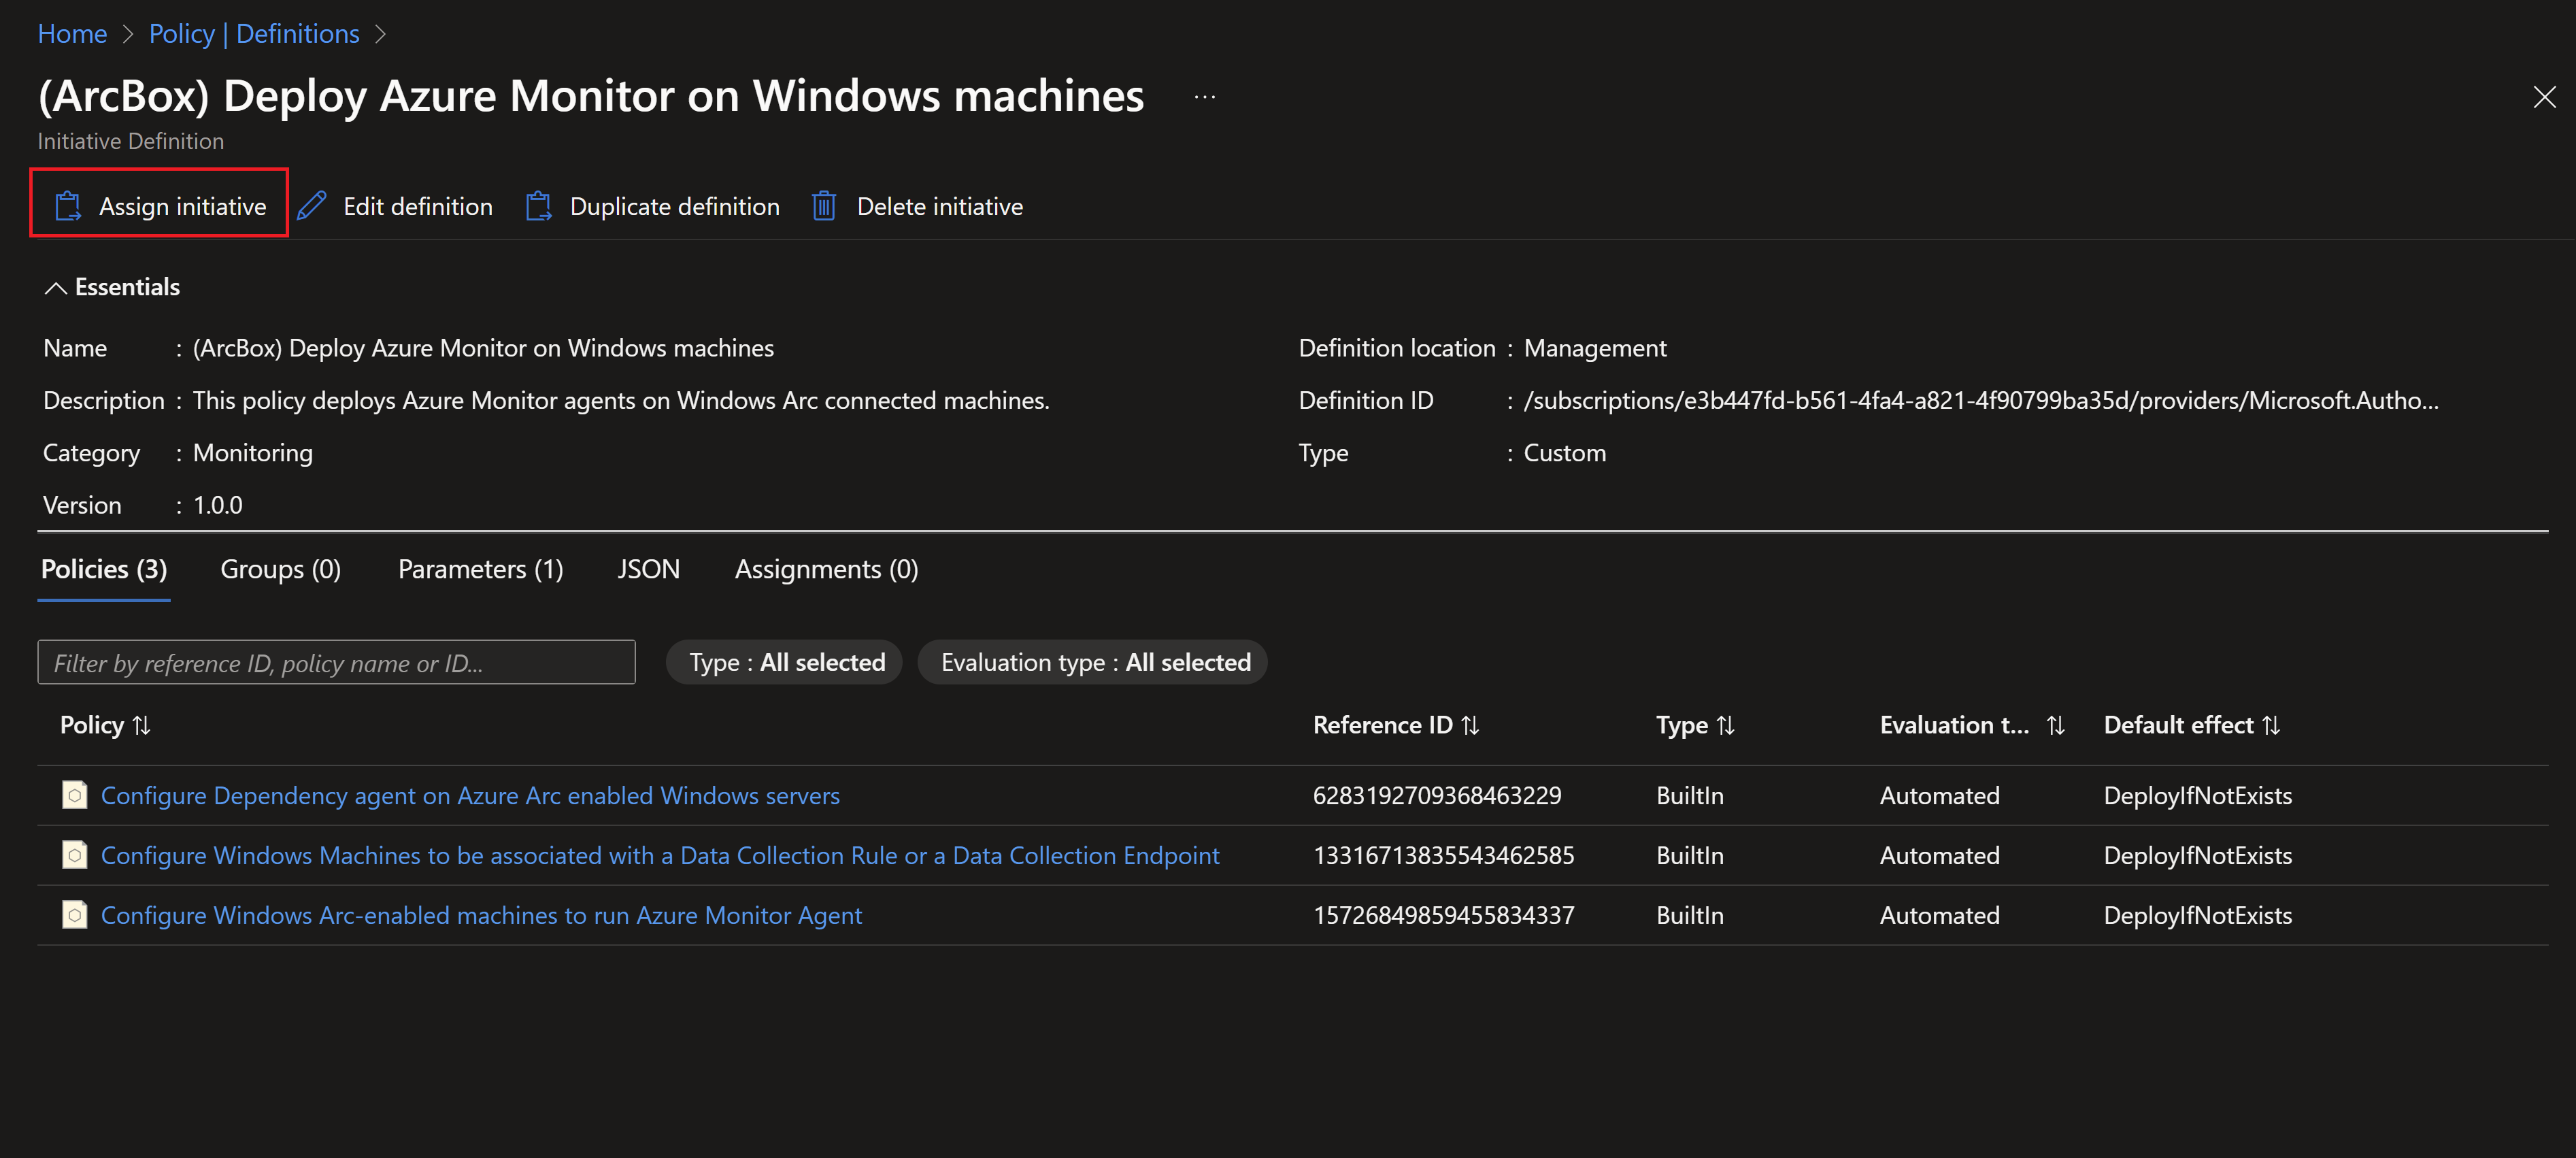 Home > Policy | Definitions >
(ArcBox) Deploy Azure Monitor on Windows machines ...
Initiative Definition
Assign initiative Edit definition Duplicate definition Delete initiative
Essentials
Name : (ArcBox) Deploy Azure Monitor on Windows machines Definition location : Management
Description : This policy deploys Azure Monitor agents on Windows Arc connected machines. Definition ID : /subscriptions/e3b447fd-b561-4fa4-a821-4f90799ba35d/providers/Microsoft.Autho...
Category : Monitoring Type : Custom
Version : 1.0.0
Policies (3) Groups (0) Parameters (1) JSON Assignments (0)
Filter by reference ID, policy name or ID... Type : All selected Evaluation type : All selected
Policy Reference ID Type Evaluation t... Default effect
Configure Dependency agent on Azure Arc enabled Windows servers 6283192709368463229 BuiltIn Automated DeployIfNotExists
Configure Windows Machines to be associated with a Data Collection Rule or a Data Collection Endpoint 13316713835543462585 BuiltIn Automated DeployIfNotExists
Configure Windows Arc-enabled machines to run Azure Monitor Agent 15726849859455834337 BuiltIn Automated DeployIfNotExists